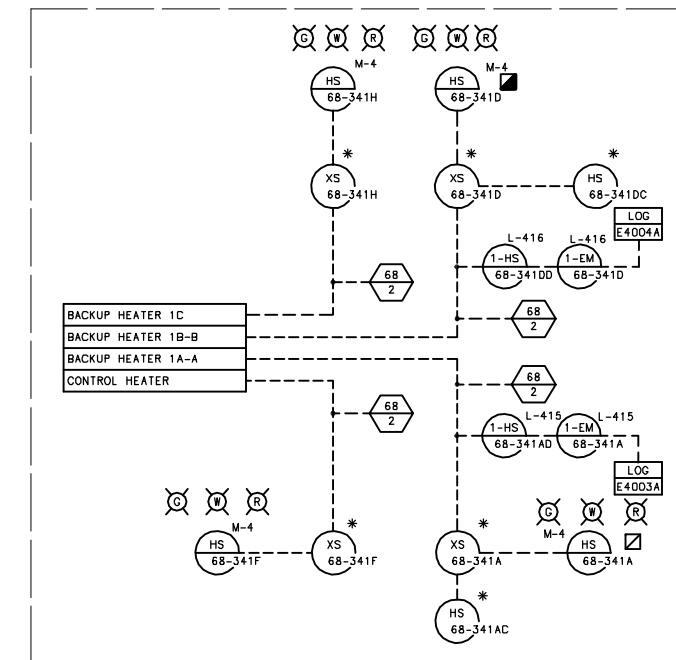 G W R G W R
HS M-4
68-341H
HS M-4
68-341D
XS *
68-341H
XS *
68-341D
HS *
68-341DC
LOG
E4004A
1-HS L-416
68-341DD
1-EM L-416
68-341D
68
2
68
2
BACKUP HEATER 1C
BACKUP HEATER 1B-B
BACKUP HEATER 1A-A
CONTROL HEATER
68
2
68
2
1-HS L-415
68-341AD
1-EM L-415
68-341A
LOG
E4003A
G W R
G W R
HS M-4
68-341F
XS *
68-341F
XS *
68-341A
M-4 HS
68-341A
HS *
68-341AC